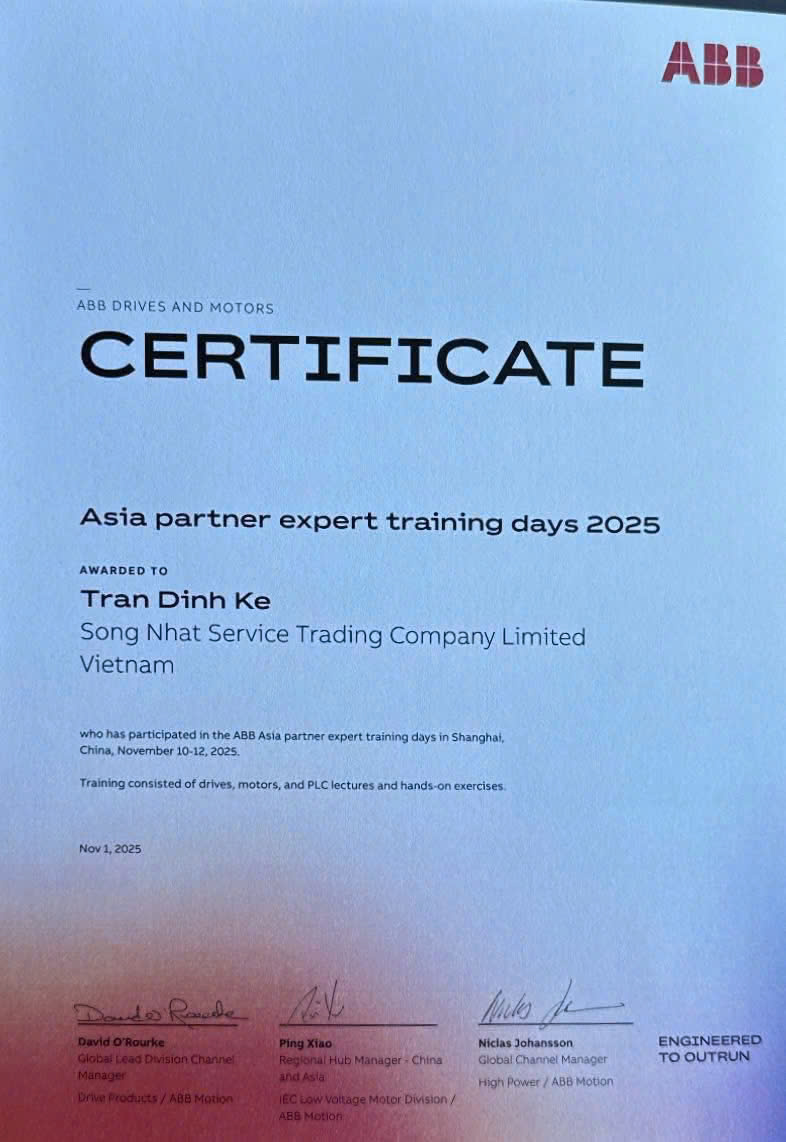 ABB
ABB DRIVES AND MOTORS
CERTIFICATE
Asia partner expert training days 2025
AWARDED TO
Tran Dinh Ke
Song Nhat Service Trading Company Limited
Vietnam
who has participated in the ABB Asia partner expert training days in Shanghai,
China, November 10-12, 2025.
Training consisted of drives, motors, and PLC lectures and hands-on exercises.
Nov 1, 2025
David O'Rourke
Global Lead Division Channel
Manager
Drive Products / ABB Motion
Ping Xiao
Regional Hub Manager - China
and Asia
IEC Low Voltage Motor Division /
ABB Motion
Niclas Johansson
Global Channel Manager
High Power / ABB Motion
ENGINEERED
TO OUTRUN